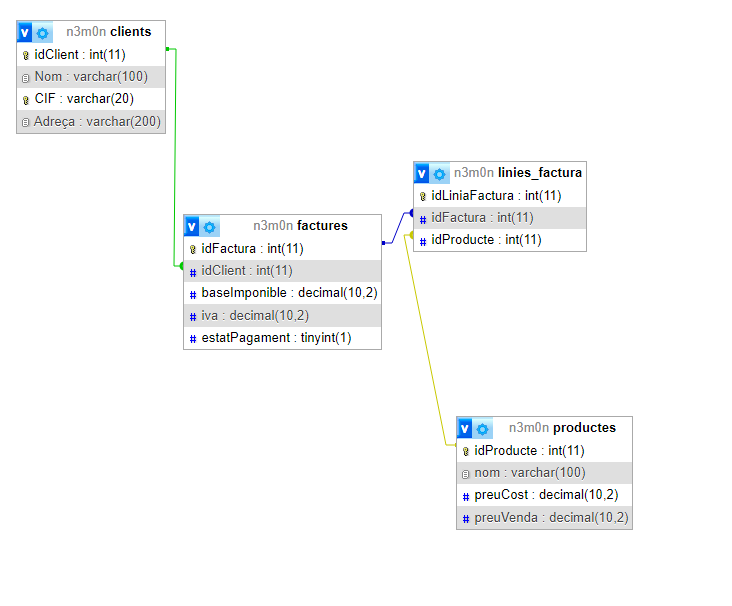 v n3m0n clients
idClient : int(11)
Nom : varchar(100)
CIF : varchar(20)
Adreça : varchar(200)
v n3m0n factures
idFactura : int(11)
# idClient : int(11)
# baseImponible : decimal(10,2)
# iva : decimal(10,2)
# estatPagament : tinyint(1)
v n3m0n linies_factura
idLiniaFactura : int(11)
# idFactura : int(11)
# idProducte : int(11)
v n3m0n productes
idProducte : int(11)
nom : varchar(100)
# preuCost : decimal(10,2)
# preuVenda : decimal(10,2)